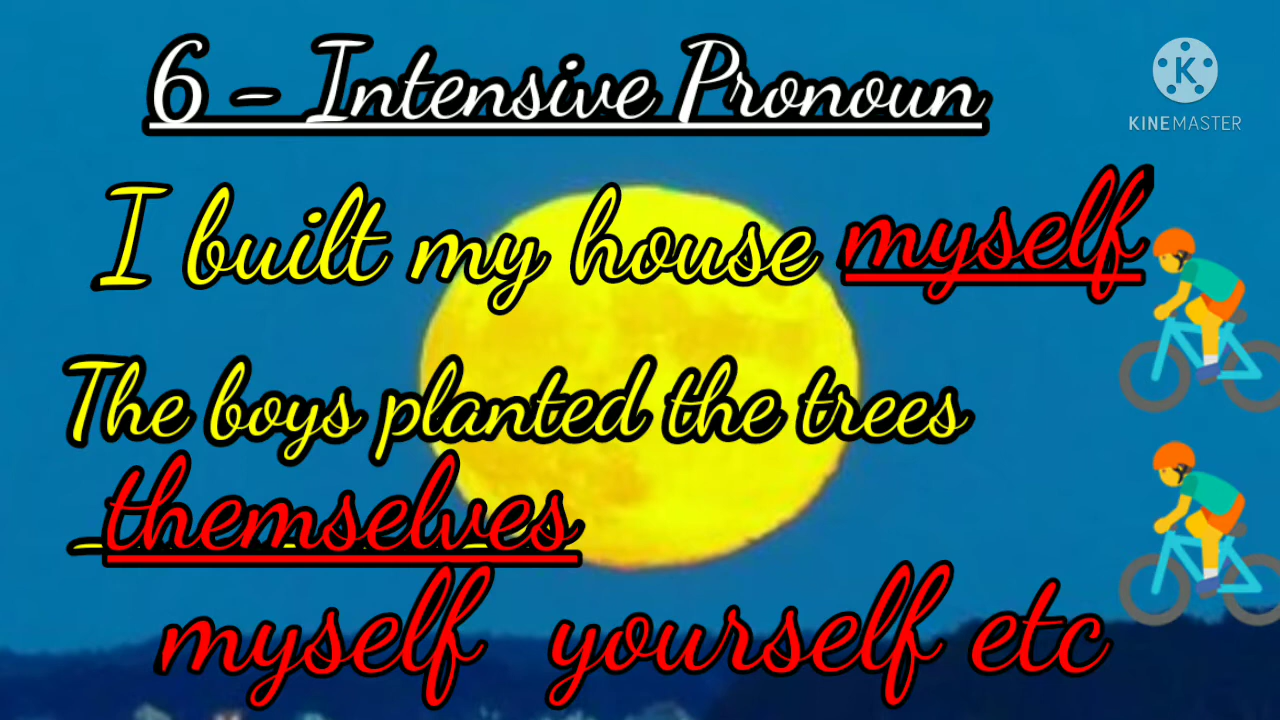 6 - Intensive Pronoun
KINEMASTER
I built my house myself
The boys planted the trees
themselves
myself yourself etc